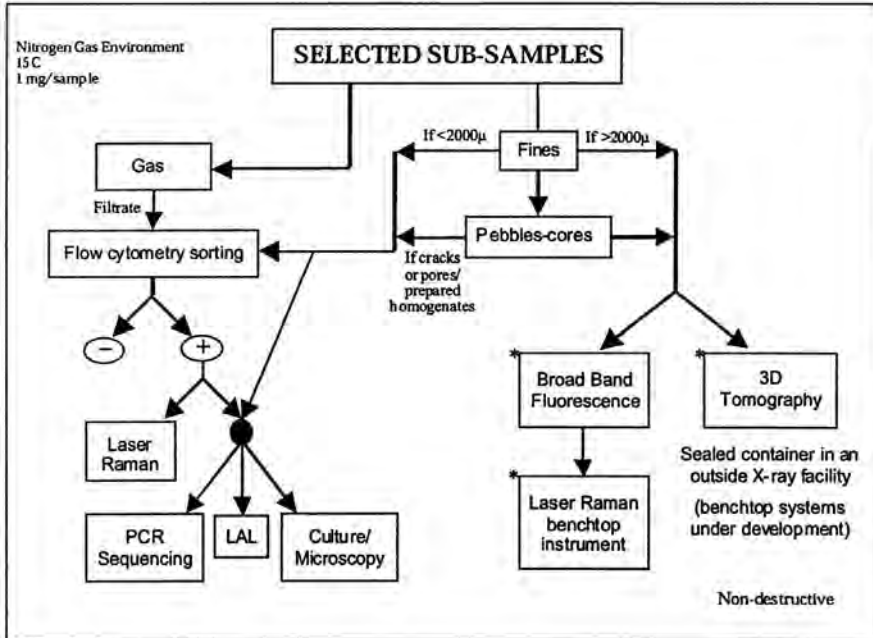 Nitrogen Gas Environment
15C
1 mg/sample
SELECTED SUB-SAMPLES
If <2000µ
Fines
If >2000µ
Gas
Filtrate
Pebbles-cores
Flow cytometry sorting
If cracks
or pores/
prepared
homogenates
−
+
*
Broad Band
Fluorescence
*
3D
Tomography
Laser
Raman
Sealed container in an
outside X-ray facility
(benchtop systems
under development)
*
Laser Raman
benchtop
instrument
PCR
Sequencing
LAL
Culture/
Microscopy
Non-destructive